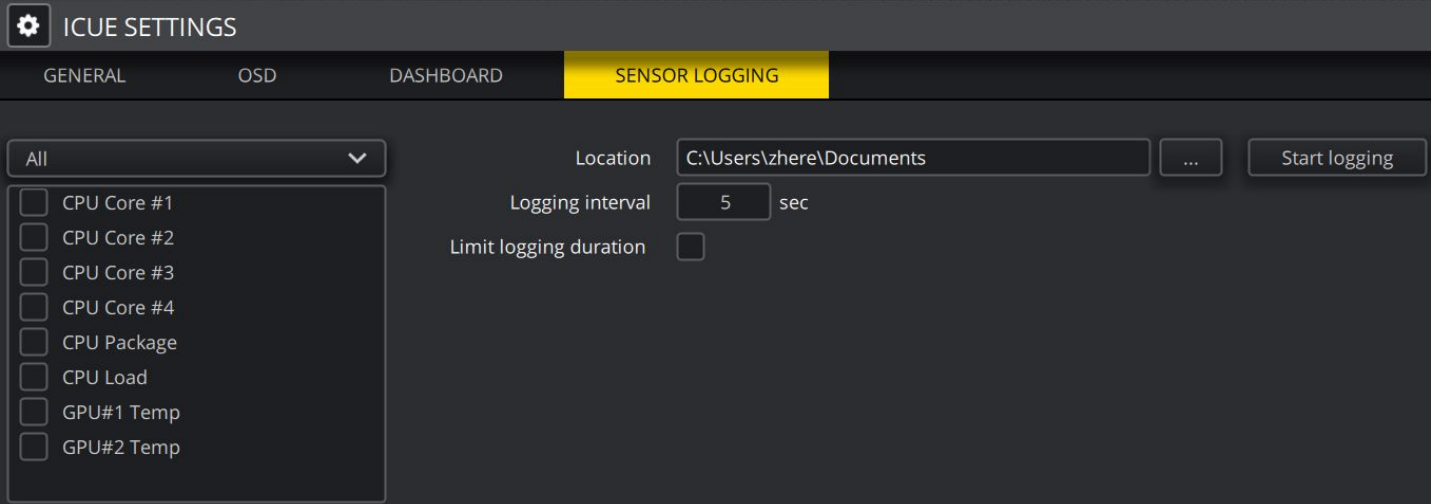 ICUE SETTINGS
GENERAL OSD DASHBOARD SENSOR LOGGING
All
CPU Core #1
CPU Core #2
CPU Core #3
CPU Core #4
CPU Package
CPU Load
GPU#1 Temp
GPU#2 Temp
Location C:\Users\zhere\Documents ... Start logging
Logging interval 5 sec
Limit logging duration